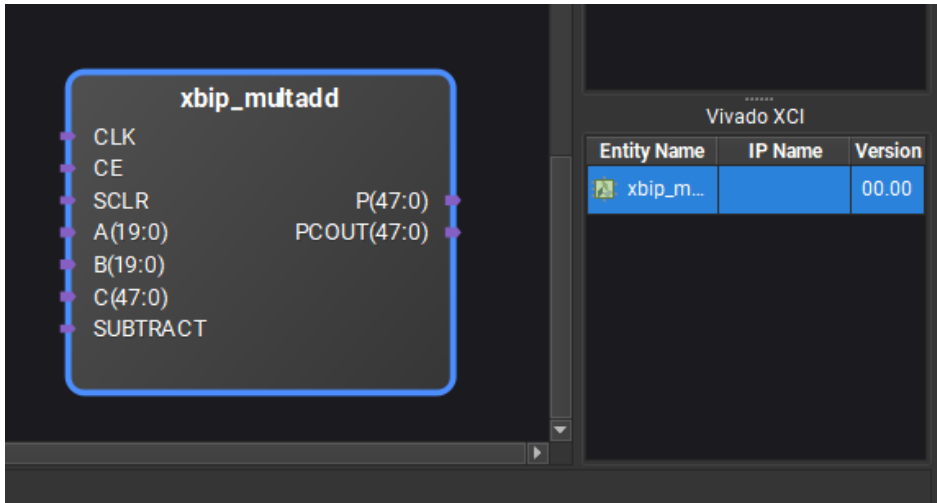 xbip_multadd
CLK
CE
SCLR P(47:0)
A(19:0) PCOUT(47:0)
B(19:0)
C(47:0)
SUBTRACT
Vivado XCI
Entity Name IP Name Version
xbip_m... 00.00